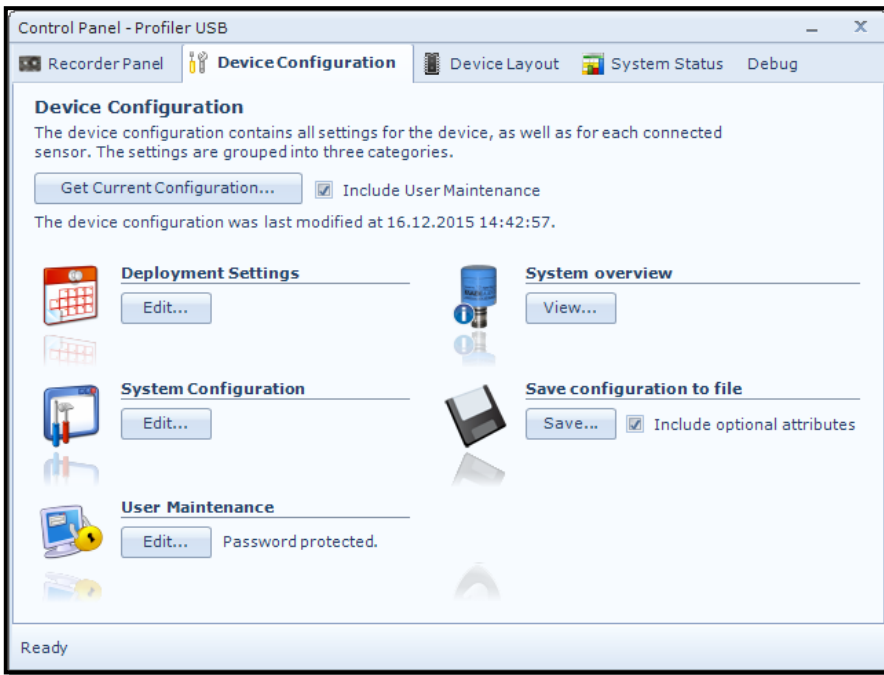 Control Panel - Profiler USB
Recorder Panel
Device Configuration
Device Layout
System Status
Debug
Device Configuration
The device configuration contains all settings for the device, as well as for each connected
sensor. The settings are grouped into three categories.
Get Current Configuration...
Include User Maintenance
The device configuration was last modified at 16.12.2015 14:42:57.
Deployment Settings
Edit...
System overview
View...
System Configuration
Edit...
Save configuration to file
Save...
Include optional attributes
User Maintenance
Edit...
Password protected.
Ready